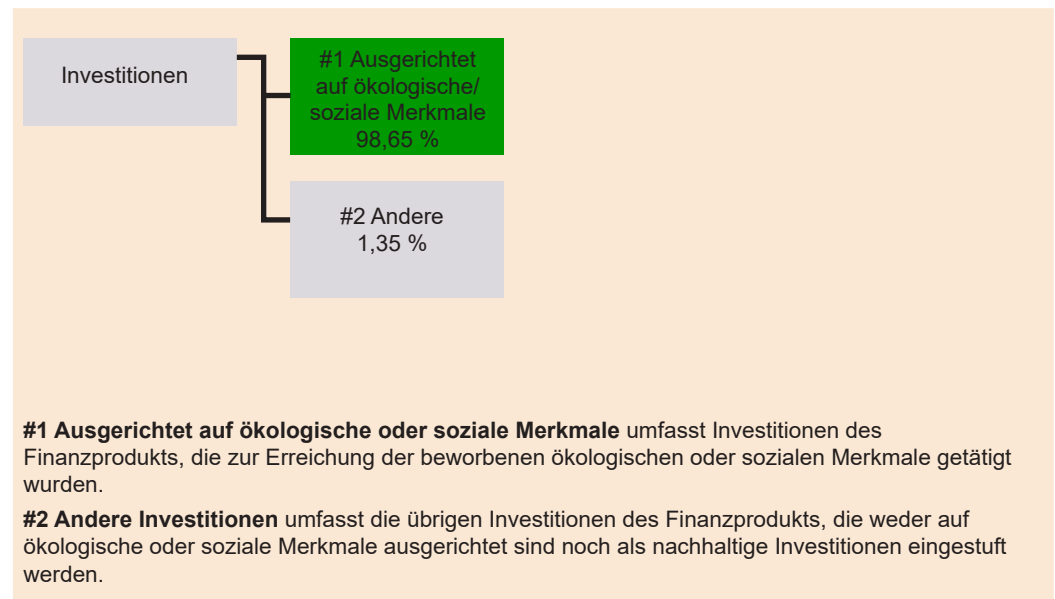 Investitionen
#1 Ausgerichtet
auf ökologische/
soziale Merkmale
98,65 %
#2 Andere
1,35 %
#1 Ausgerichtet auf ökologische oder soziale Merkmale umfasst Investitionen des
Finanzprodukts, die zur Erreichung der beworbenen ökologischen oder sozialen Merkmale getätigt
wurden.
#2 Andere Investitionen umfasst die übrigen Investitionen des Finanzprodukts, die weder auf
ökologische oder soziale Merkmale ausgerichtet sind noch als nachhaltige Investitionen eingestuft
werden.